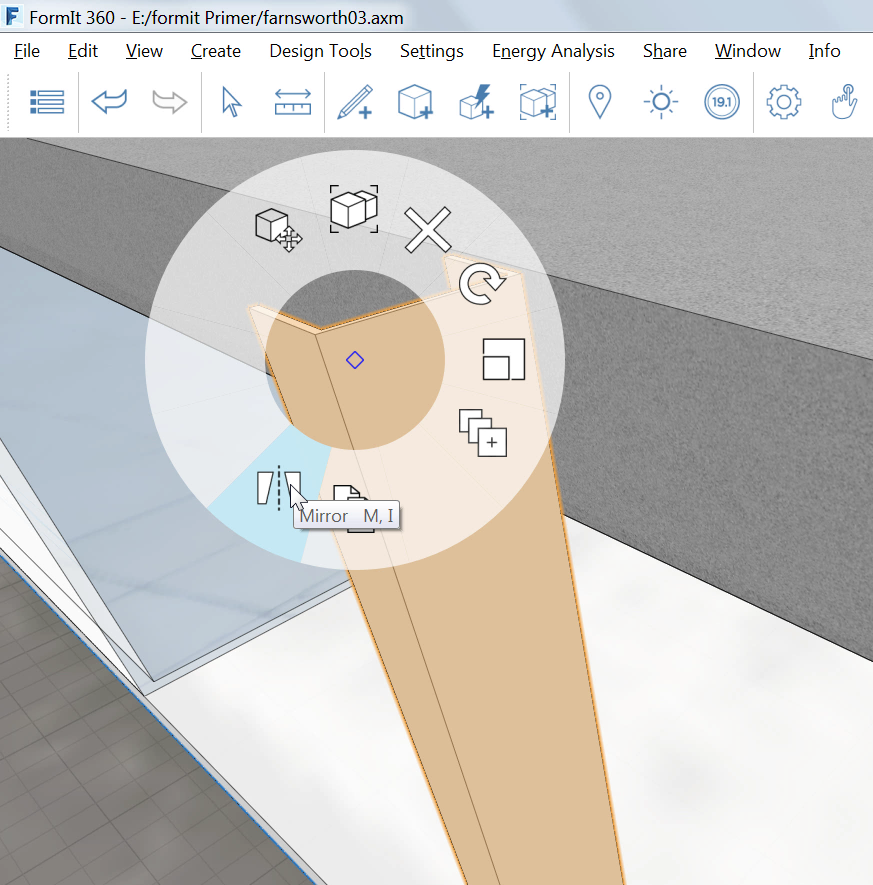 FormIt 360 - E:/formit Primer/farnsworth03.axm
File Edit View Create Design Tools Settings Energy Analysis Share Window Info
19.1
Mirror M, I